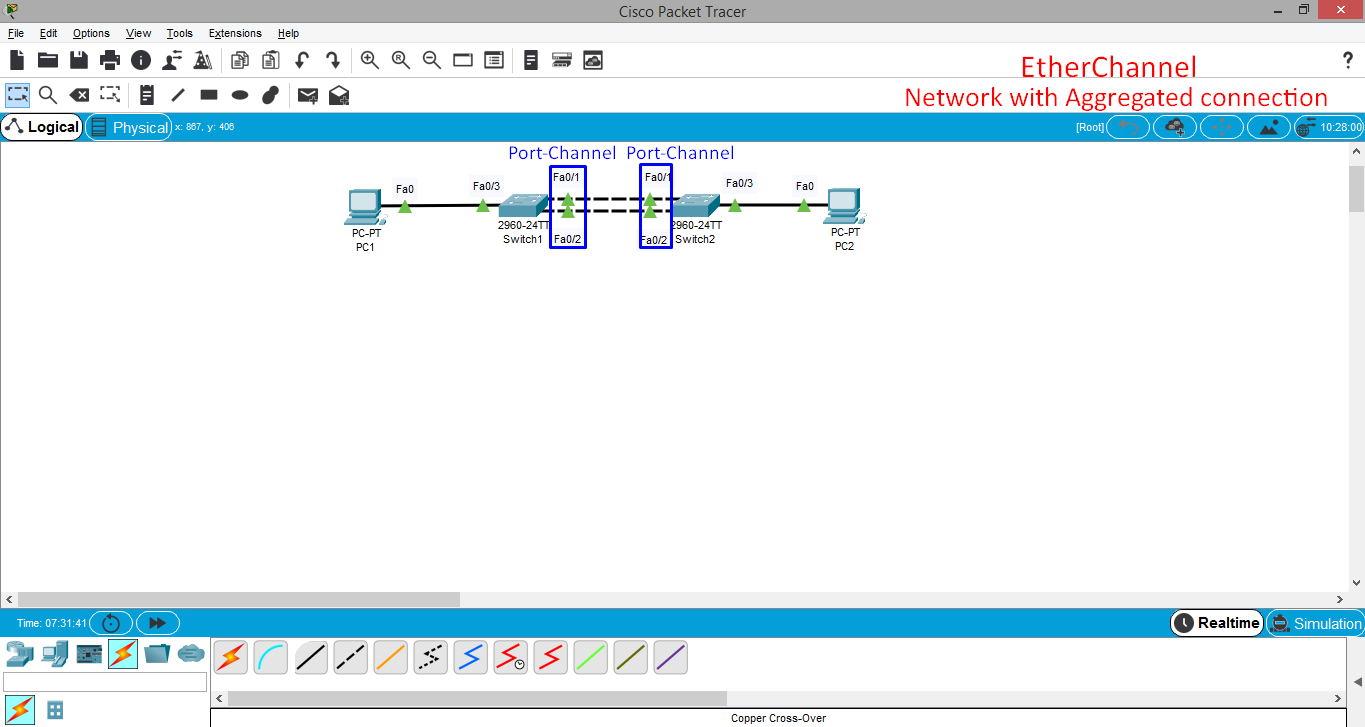 Cisco Packet Tracer
File Edit Options View Tools Extensions Help
EtherChannel
?
Network with Aggregated connection
Logical Physical x: 867, y: 406 [Root] 10:28:00
Port-Channel Port-Channel
Fa0/1 Fa0/1
Fa0 Fa0/3 Fa0/3 Fa0
2960-24TT 2960-24TT
PC-PT PC-PT
Switch1 Fa0/2 Fa0/2 Switch2
PC1 PC2
Time: 07:31:41 Realtime Simulation
Copper Cross-Over